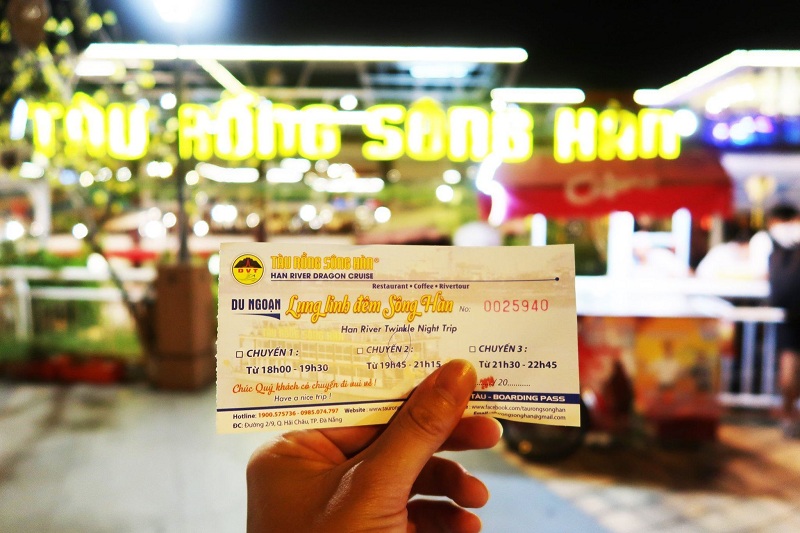 TÀU RỒNG SÔNG HÀN
DVT
TÀU RỒNG SÔNG HÀN®
HAN RIVER DRAGON CRUISE
Restaurant • Coffee • Rivertour
DU NGOẠN Lung linh đêm Sông Hàn No: 0025940
Han River Twinkle Night Trip
☐ CHUYẾN 1 : ☐ CHUYẾN 2 : ☐ CHUYẾN 3 :
Từ 18h00 - 19h30 Từ 19h45 - 21h15 Từ 21h30 - 22h45
Chúc Quý khách có chuyến đi vui vẻ !
Have a nice trip ! 20..........
TÀU - BOARDING PASS
Hotline: 1900.575736 - 0985.074.797 Website: www.facebook.com/taurongsonghan
ĐC: Đường 2/9, Q. Hải Châu, TP. Đà Nẵng